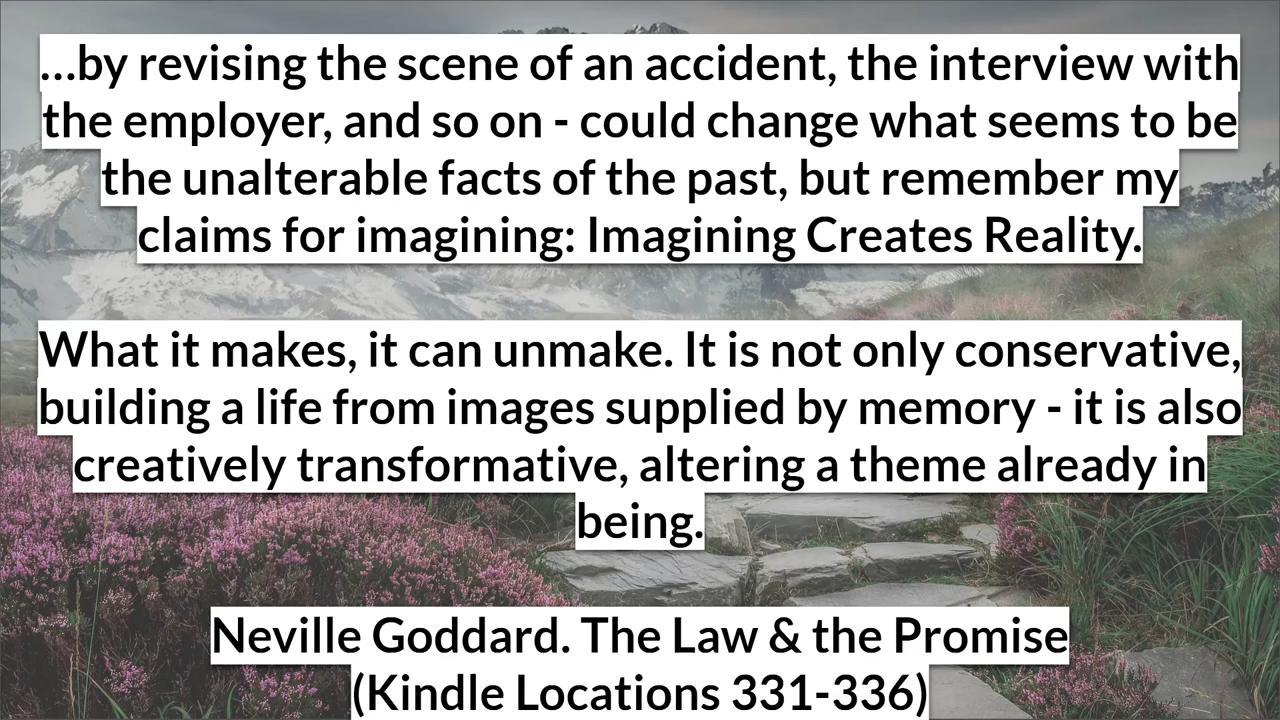 ...by revising the scene of an accident, the interview with
the employer, and so on - could change what seems to be
the unalterable facts of the past, but remember my
claims for imagining: Imagining Creates Reality.
What it makes, it can unmake. It is not only conservative,
building a life from images supplied by memory - it is also
creatively transformative, altering a theme already in
being.
Neville Goddard. The Law & the Promise
(Kindle Locations 331-336)